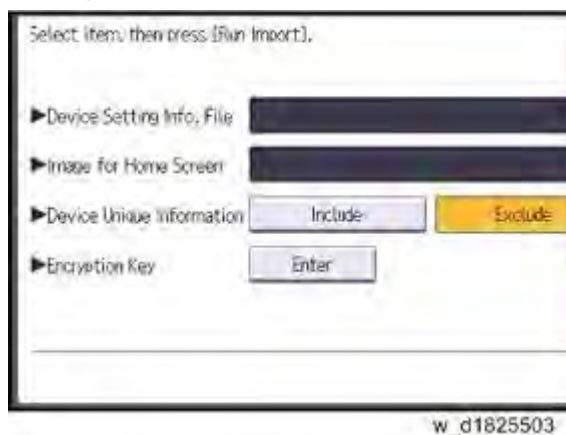 Select item, then press [Run Import].
▶Device Setting Info. File
▶Image for Home Screen
▶Device Unique Information Include Exclude
▶Encryption Key Enter
w_d1825503